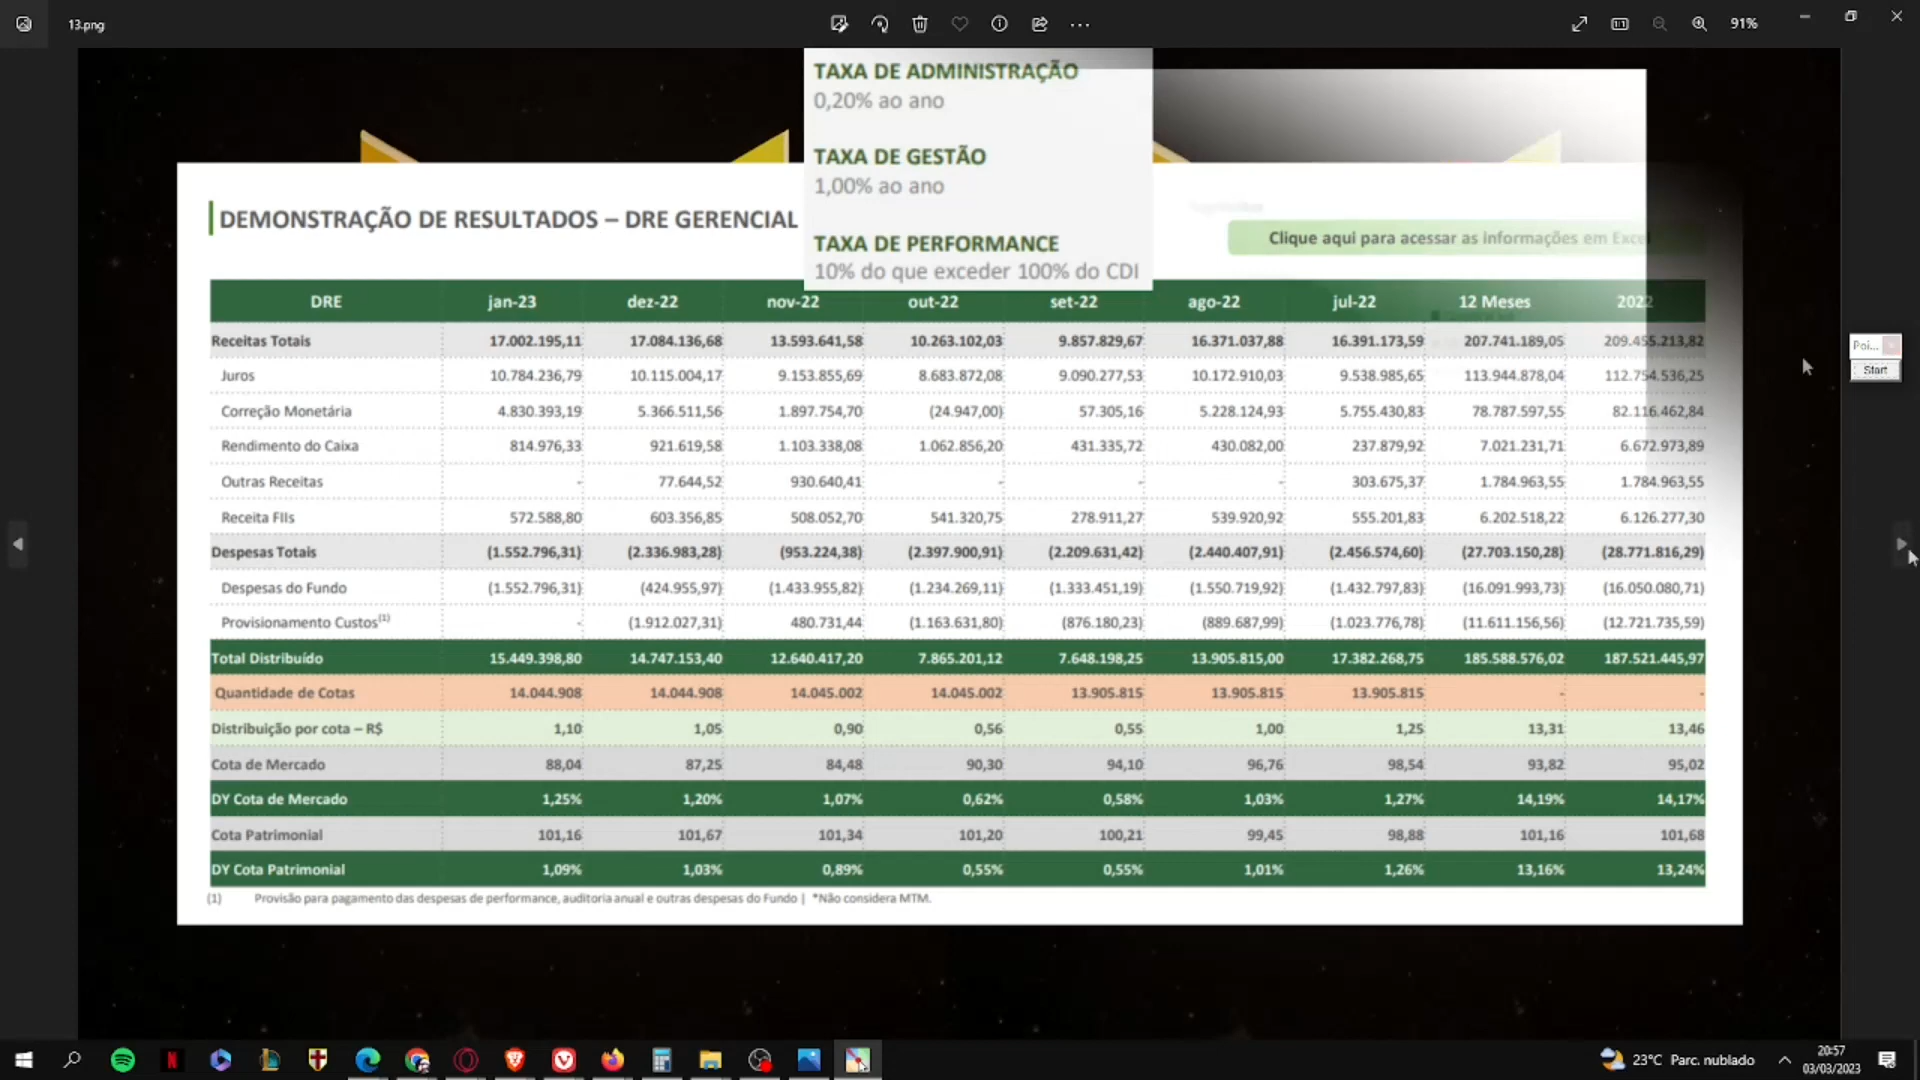 13.png
91%
TAXA DE ADMINISTRAÇÃO
0,20% ao ano
TAXA DE GESTÃO
1,00% ao ano
TAXA DE PERFORMANCE
10% do que exceder 100% do CDI
DEMONSTRAÇÃO DE RESULTADOS – DRE GERENCIAL
Clique aqui para acessar as informações em Excel
DRE jan-23 dez-22 nov-22 out-22 set-22 ago-22 jul-22 12 Meses 2022
Receitas Totais 17.002.195,11 17.084.136,68 13.593.641,58 10.263.102,03 9.857.829,67 16.371.037,88 16.391.173,59 207.741.189,05 209.455.213,82
Juros 10.784.236,79 10.115.004,17 9.153.855,69 8.683.872,08 9.090.277,53 10.172.910,03 9.538.985,65 113.944.878,04 112.754.536,25
Correção Monetária 4.830.393,19 5.366.511,56 1.897.754,70 (24.947,00) 57.305,16 5.228.124,93 5.755.430,83 78.787.597,55 82.116.462,84
Rendimento do Caixa 814.976,33 921.619,58 1.103.338,08 1.062.856,20 431.335,72 430.082,00 237.879,92 7.021.231,71 6.672.973,89
Outras Receitas - 77.644,52 930.640,41 - - - 303.675,37 1.784.963,55 1.784.963,55
Receita FIIs 572.588,80 603.356,85 508.052,70 541.320,75 278.911,27 539.920,92 555.201,83 6.202.518,22 6.126.277,30
Despesas Totais (1.552.796,31) (2.336.983,28) (953.224,38) (2.397.900,91) (2.209.631,42) (2.440.407,91) (2.456.574,60) (27.703.150,28) (28.771.816,29)
Despesas do Fundo (1.552.796,31) (424.955,97) (1.433.955,82) (1.234.269,11) (1.333.451,19) (1.550.719,92) (1.432.797,83) (16.091.993,73) (16.050.080,71)
Provisionamento Custos(1) - (1.912.027,31) 480.731,44 (1.163.631,80) (876.180,23) (889.687,99) (1.023.776,78) (11.611.156,56) (12.721.735,59)
Total Distribuído 15.449.398,80 14.747.153,40 12.640.417,20 7.865.201,12 7.648.198,25 13.905.815,00 17.382.268,75 185.588.576,02 187.521.445,97
Quantidade de Cotas 14.044.908 14.044.908 14.045.002 14.045.002 13.905.815 13.905.815 13.905.815 - -
Distribuição por cota – R$ 1,10 1,05 0,90 0,56 0,55 1,00 1,25 13,31 13,46
Cota de Mercado 88,04 87,25 84,48 90,30 94,10 96,76 98,54 93,82 95,02
DY Cota de Mercado 1,25% 1,20% 1,07% 0,62% 0,58% 1,03% 1,27% 14,19% 14,17%
Cota Patrimonial 101,16 101,67 101,34 101,20 100,21 99,45 98,88 101,16 101,68
DY Cota Patrimonial 1,09% 1,03% 0,89% 0,55% 0,55% 1,01% 1,26% 13,16% 13,24%
(1) Provisão para pagamento das despesas de performance, auditoria anual e outras despesas do Fundo | *Não considera MTM.
Poi...
Start
23°C Parc. nublado
20:57
03/03/2023